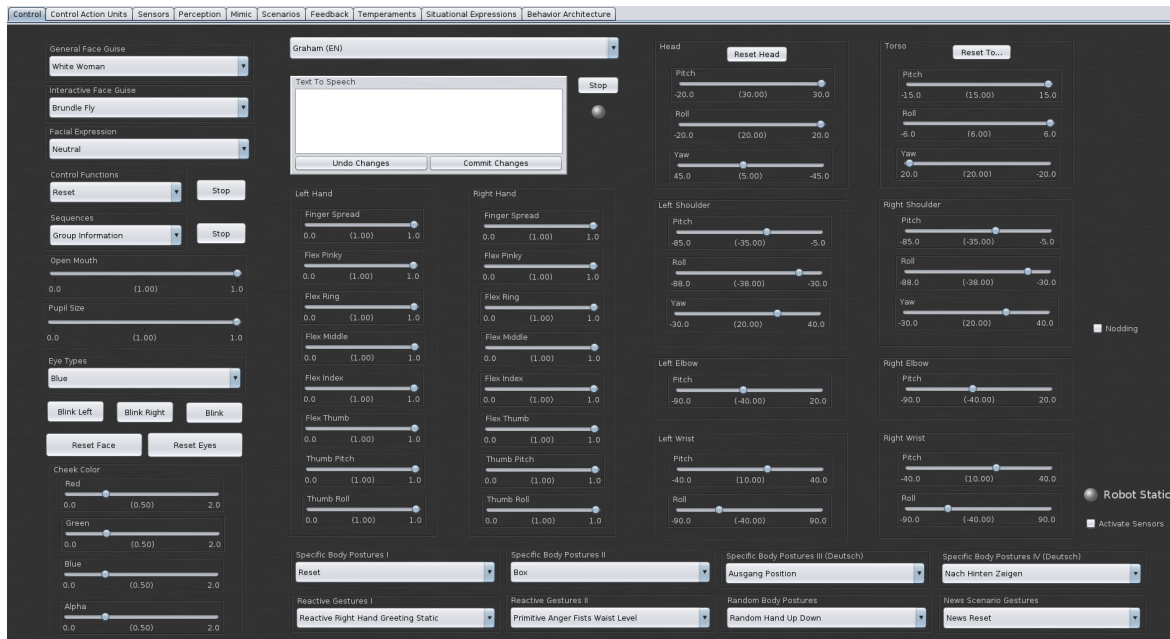 Control Control Action Units Sensors Perception Mimic Scenarios Feedback Temperaments Situational Expressions Behavior Architecture
General Face Guise
White Woman
Interactive Face Guise
Brundle Fly
Facial Expression
Neutral
Control Functions
Reset Stop
Sequences
Group Information Stop
Open Mouth
0.0 (1.00) 1.0
Pupil Size
0.0 (1.00) 1.0
Eye Types
Blue
Blink Left Blink Right Blink
Reset Face Reset Eyes
Cheek Color
Red
0.0 (0.50) 2.0
Green
0.0 (0.50) 2.0
Blue
0.0 (0.50) 2.0
Alpha
0.0 (0.50) 2.0
Graham (EN)
Text To Speech
Stop
Undo Changes Commit Changes
Left Hand
Finger Spread
0.0 (1.00) 1.0
Flex Pinky
0.0 (1.00) 1.0
Flex Ring
0.0 (1.00) 1.0
Flex Middle
0.0 (1.00) 1.0
Flex Index
0.0 (1.00) 1.0
Flex Thumb
0.0 (1.00) 1.0
Thumb Pitch
0.0 (1.00) 1.0
Thumb Roll
0.0 (1.00) 1.0
Right Hand
Finger Spread
0.0 (1.00) 1.0
Flex Pinky
0.0 (1.00) 1.0
Flex Ring
0.0 (1.00) 1.0
Flex Middle
0.0 (1.00) 1.0
Flex Index
0.0 (1.00) 1.0
Flex Thumb
0.0 (1.00) 1.0
Thumb Pitch
0.0 (1.00) 1.0
Thumb Roll
0.0 (1.00) 1.0
Head
Reset Head
Pitch
-20.0 (30.00) 30.0
Roll
-20.0 (20.00) 20.0
Yaw
45.0 (5.00) -45.0
Torso
Reset To...
Pitch
-15.0 (15.00) 15.0
Roll
-6.0 (6.00) 6.0
Yaw
20.0 (20.00) -20.0
Left Shoulder
Pitch
-85.0 (-35.00) -5.0
Roll
-88.0 (-38.00) -30.0
Yaw
-30.0 (20.00) 40.0
Right Shoulder
Pitch
-85.0 (-35.00) -5.0
Roll
-88.0 (-38.00) -30.0
Yaw
-30.0 (20.00) 40.0
Nodding
Left Elbow
Pitch
-90.0 (-40.00) 20.0
Right Elbow
Pitch
-90.0 (-40.00) 20.0
Left Wrist
Pitch
-40.0 (10.00) 40.0
Roll
-90.0 (-40.00) 90.0
Right Wrist
Pitch
-40.0 (10.00) 40.0
Roll
-90.0 (-40.00) 90.0
Robot Static
Activate Sensors
Specific Body Postures I
Reset
Specific Body Postures II
Box
Specific Body Postures III (Deutsch)
Ausgang Position
Specific Body Postures IV (Deutsch)
Nach Hinten Zeigen
Reactive Gestures I
Reactive Right Hand Greeting Static
Reactive Gestures II
Primitive Anger Fists Waist Level
Random Body Postures
Random Hand Up Down
News Scenario Gestures
News Reset